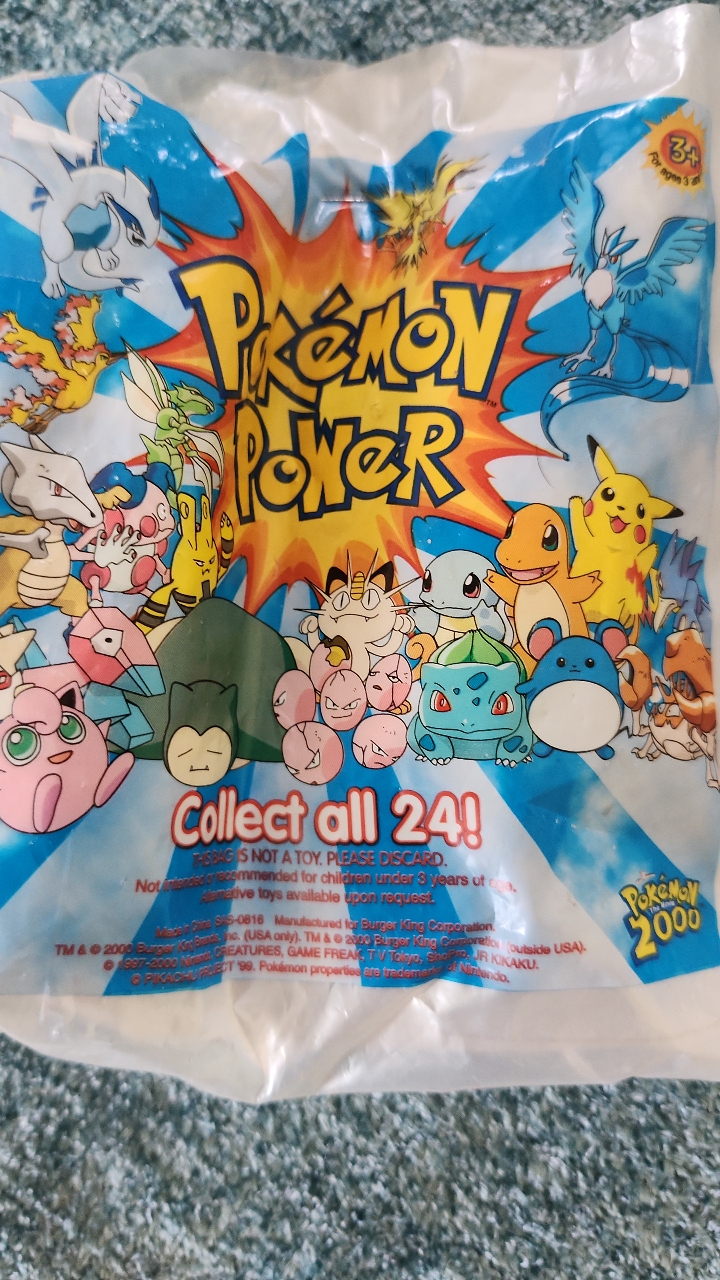 3+
For ages 3 and
POKéMON
POWeR
TM
Collect all 24!
THIS BAG IS NOT A TOY. PLEASE DISCARD.
Not intended or recommended for children under 3 years of age.
Alternative toys available upon request.
Made in China SHS-0816 Manufactured for Burger King Corporation.
TM & © 2000 Burger King Brands, Inc. (USA only). TM & © 2000 Burger King Corporation (outside USA).
© 1997-2000 Nintendo, CREATURES, GAME FREAK, TV Tokyo, ShoPro, JR KIKAKU.
© PIKACHU PROJECT '99. Pokémon properties are trademarks of Nintendo.
POKéMON
The Movie
2000